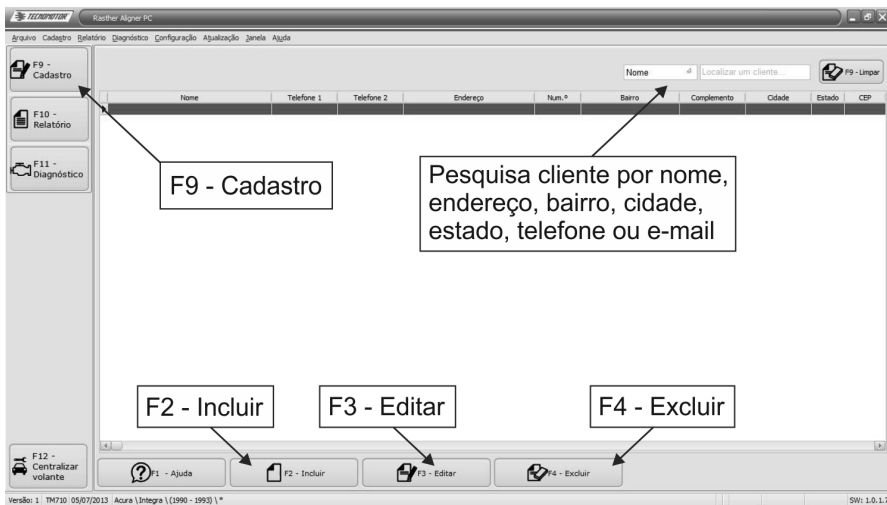 TECNOMOTOR Rasther Aligner PC
Arquivo Cadastro Relatório Diagnóstico Configuração Atualização Janela Ajuda
F9 -
Cadastro
Nome Localizar um cliente... F9 - Limpar
Nome Telefone 1 Telefone 2 Endereço Num.º Bairro Complemento Cidade Estado CEP
F10 -
Relatório
F11 -
Diagnóstico
F9 - Cadastro
Pesquisa cliente por nome,
endereço, bairro, cidade,
estado, telefone ou e-mail
F2 - Incluir
F3 - Editar
F4 - Excluir
F12 -
Centralizar
volante
F1 - Ajuda F2 - Incluir F3 - Editar F4 - Excluir
Versão: 1 TM710 05/07/2013 Acura \ Integra \ (1990 - 1993) \ * SW: 1.0.1.7